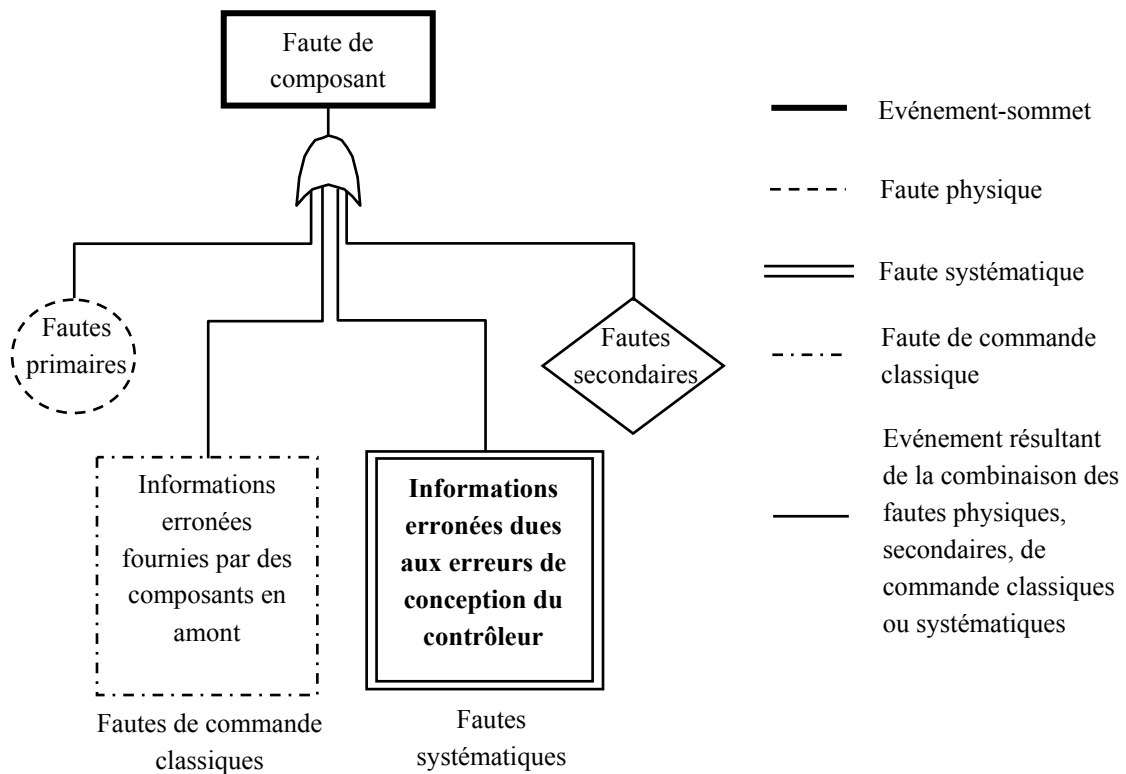 Faute de
composant
Fautes
primaires
Fautes
secondaires
Informations
erronées
fournies par des
composants en
amont
Informations
erronées dues
aux erreurs de
conception du
contrôleur
Fautes de commande
classiques
Fautes
systématiques
Evénement-sommet
Faute physique
Faute systématique
Faute de commande
classique
Evénement résultant
de la combinaison des
fautes physiques,
secondaires, de
commande classiques
ou systématiques